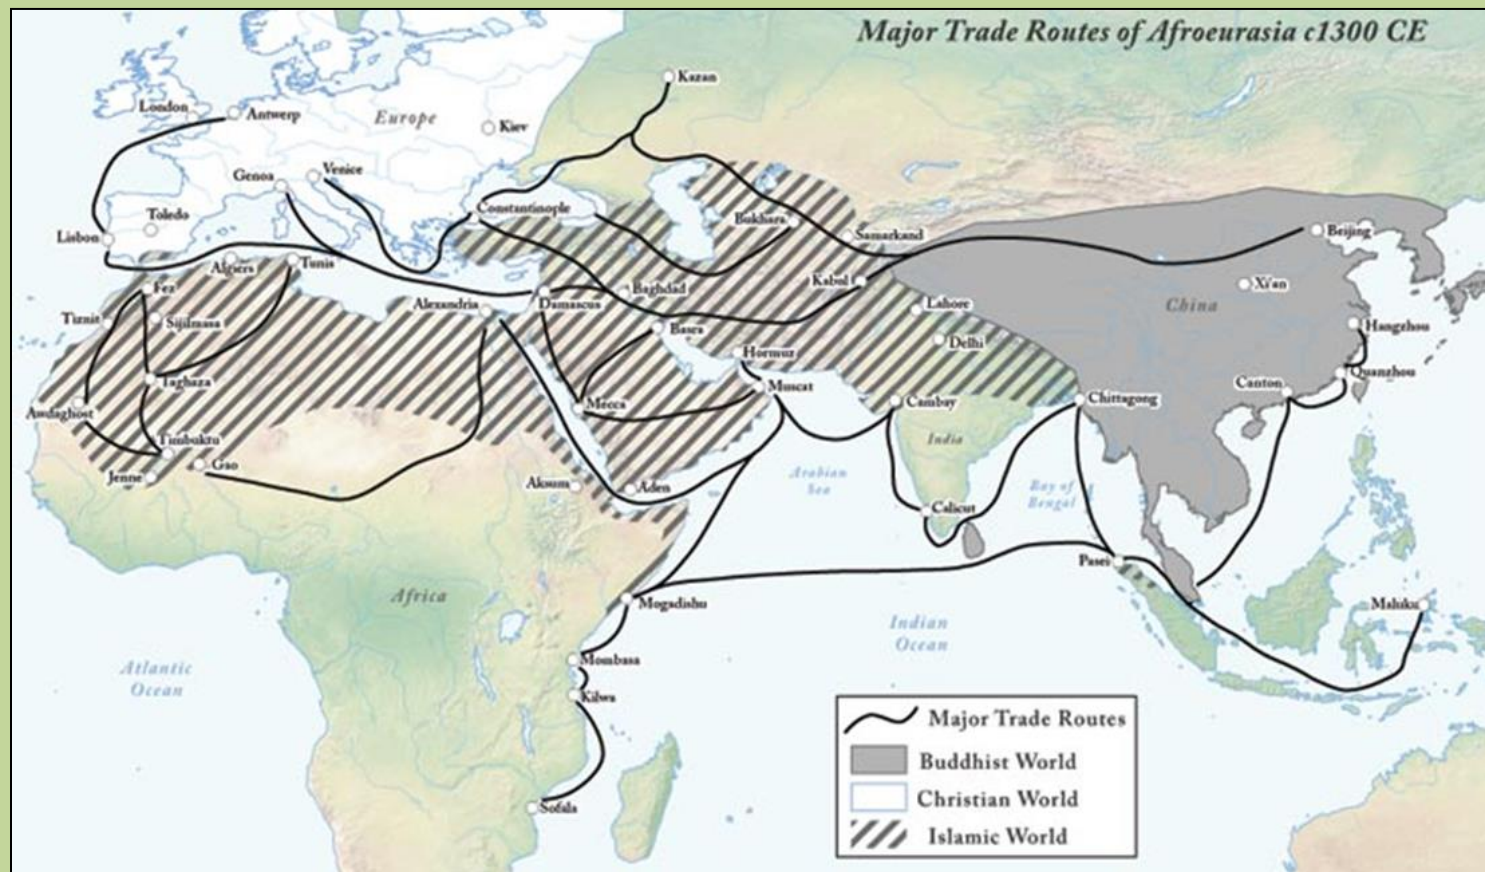 Major Trade Routes of Afroeurasia c1300 CE
Kazan
London
Antwerp
Europe
Kiev
Genoa
Venice
Toledo
Constantinople
Lisbon
Bukhara
Samarkand
Beijing
Algiers
Tunis
Fez
Alexandria
Damascus
Baghdad
Kabul
Xi'an
China
Tiznit
Sijilmasa
Basra
Lahore
Hangzhou
Delhi
Hormuz
Taghaza
Muscat
Canton
Quanzhou
Awdaghost
Mecca
Cambay
Chittagong
Timbuktu
India
Gao
Jenne
Aksum
Aden
Arabian
Sea
Bay of
Bengal
Calicut
Pasei
Africa
Mogadishu
Maluku
Indian
Ocean
Atlantic
Ocean
Mombasa
Kilwa
Sofala
Major Trade Routes
Buddhist World
Christian World
Islamic World